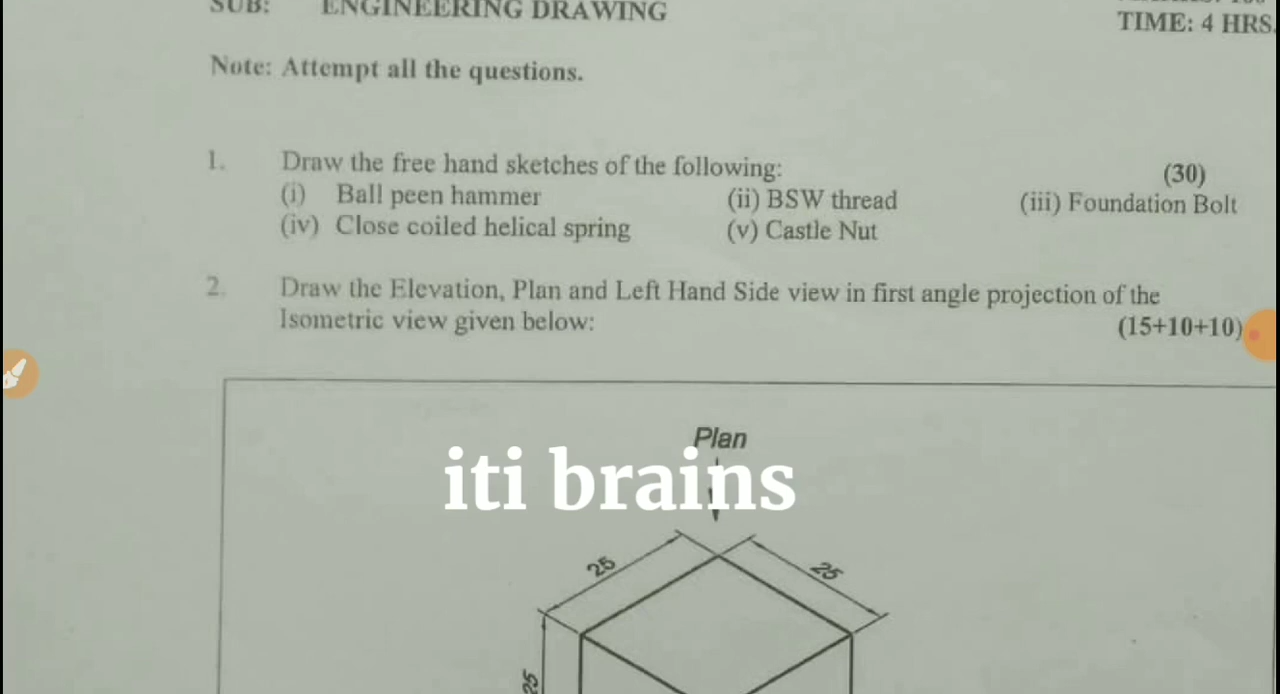 SUB: ENGINEERING DRAWING
TIME: 4 HRS.
Note: Attempt all the questions.
1. Draw the free hand sketches of the following: (30)
(i) Ball peen hammer (ii) BSW thread (iii) Foundation Bolt
(iv) Close coiled helical spring (v) Castle Nut
2. Draw the Elevation, Plan and Left Hand Side view in first angle projection of the
Isometric view given below: (15+10+10)
Plan
iti brains
25 25
25